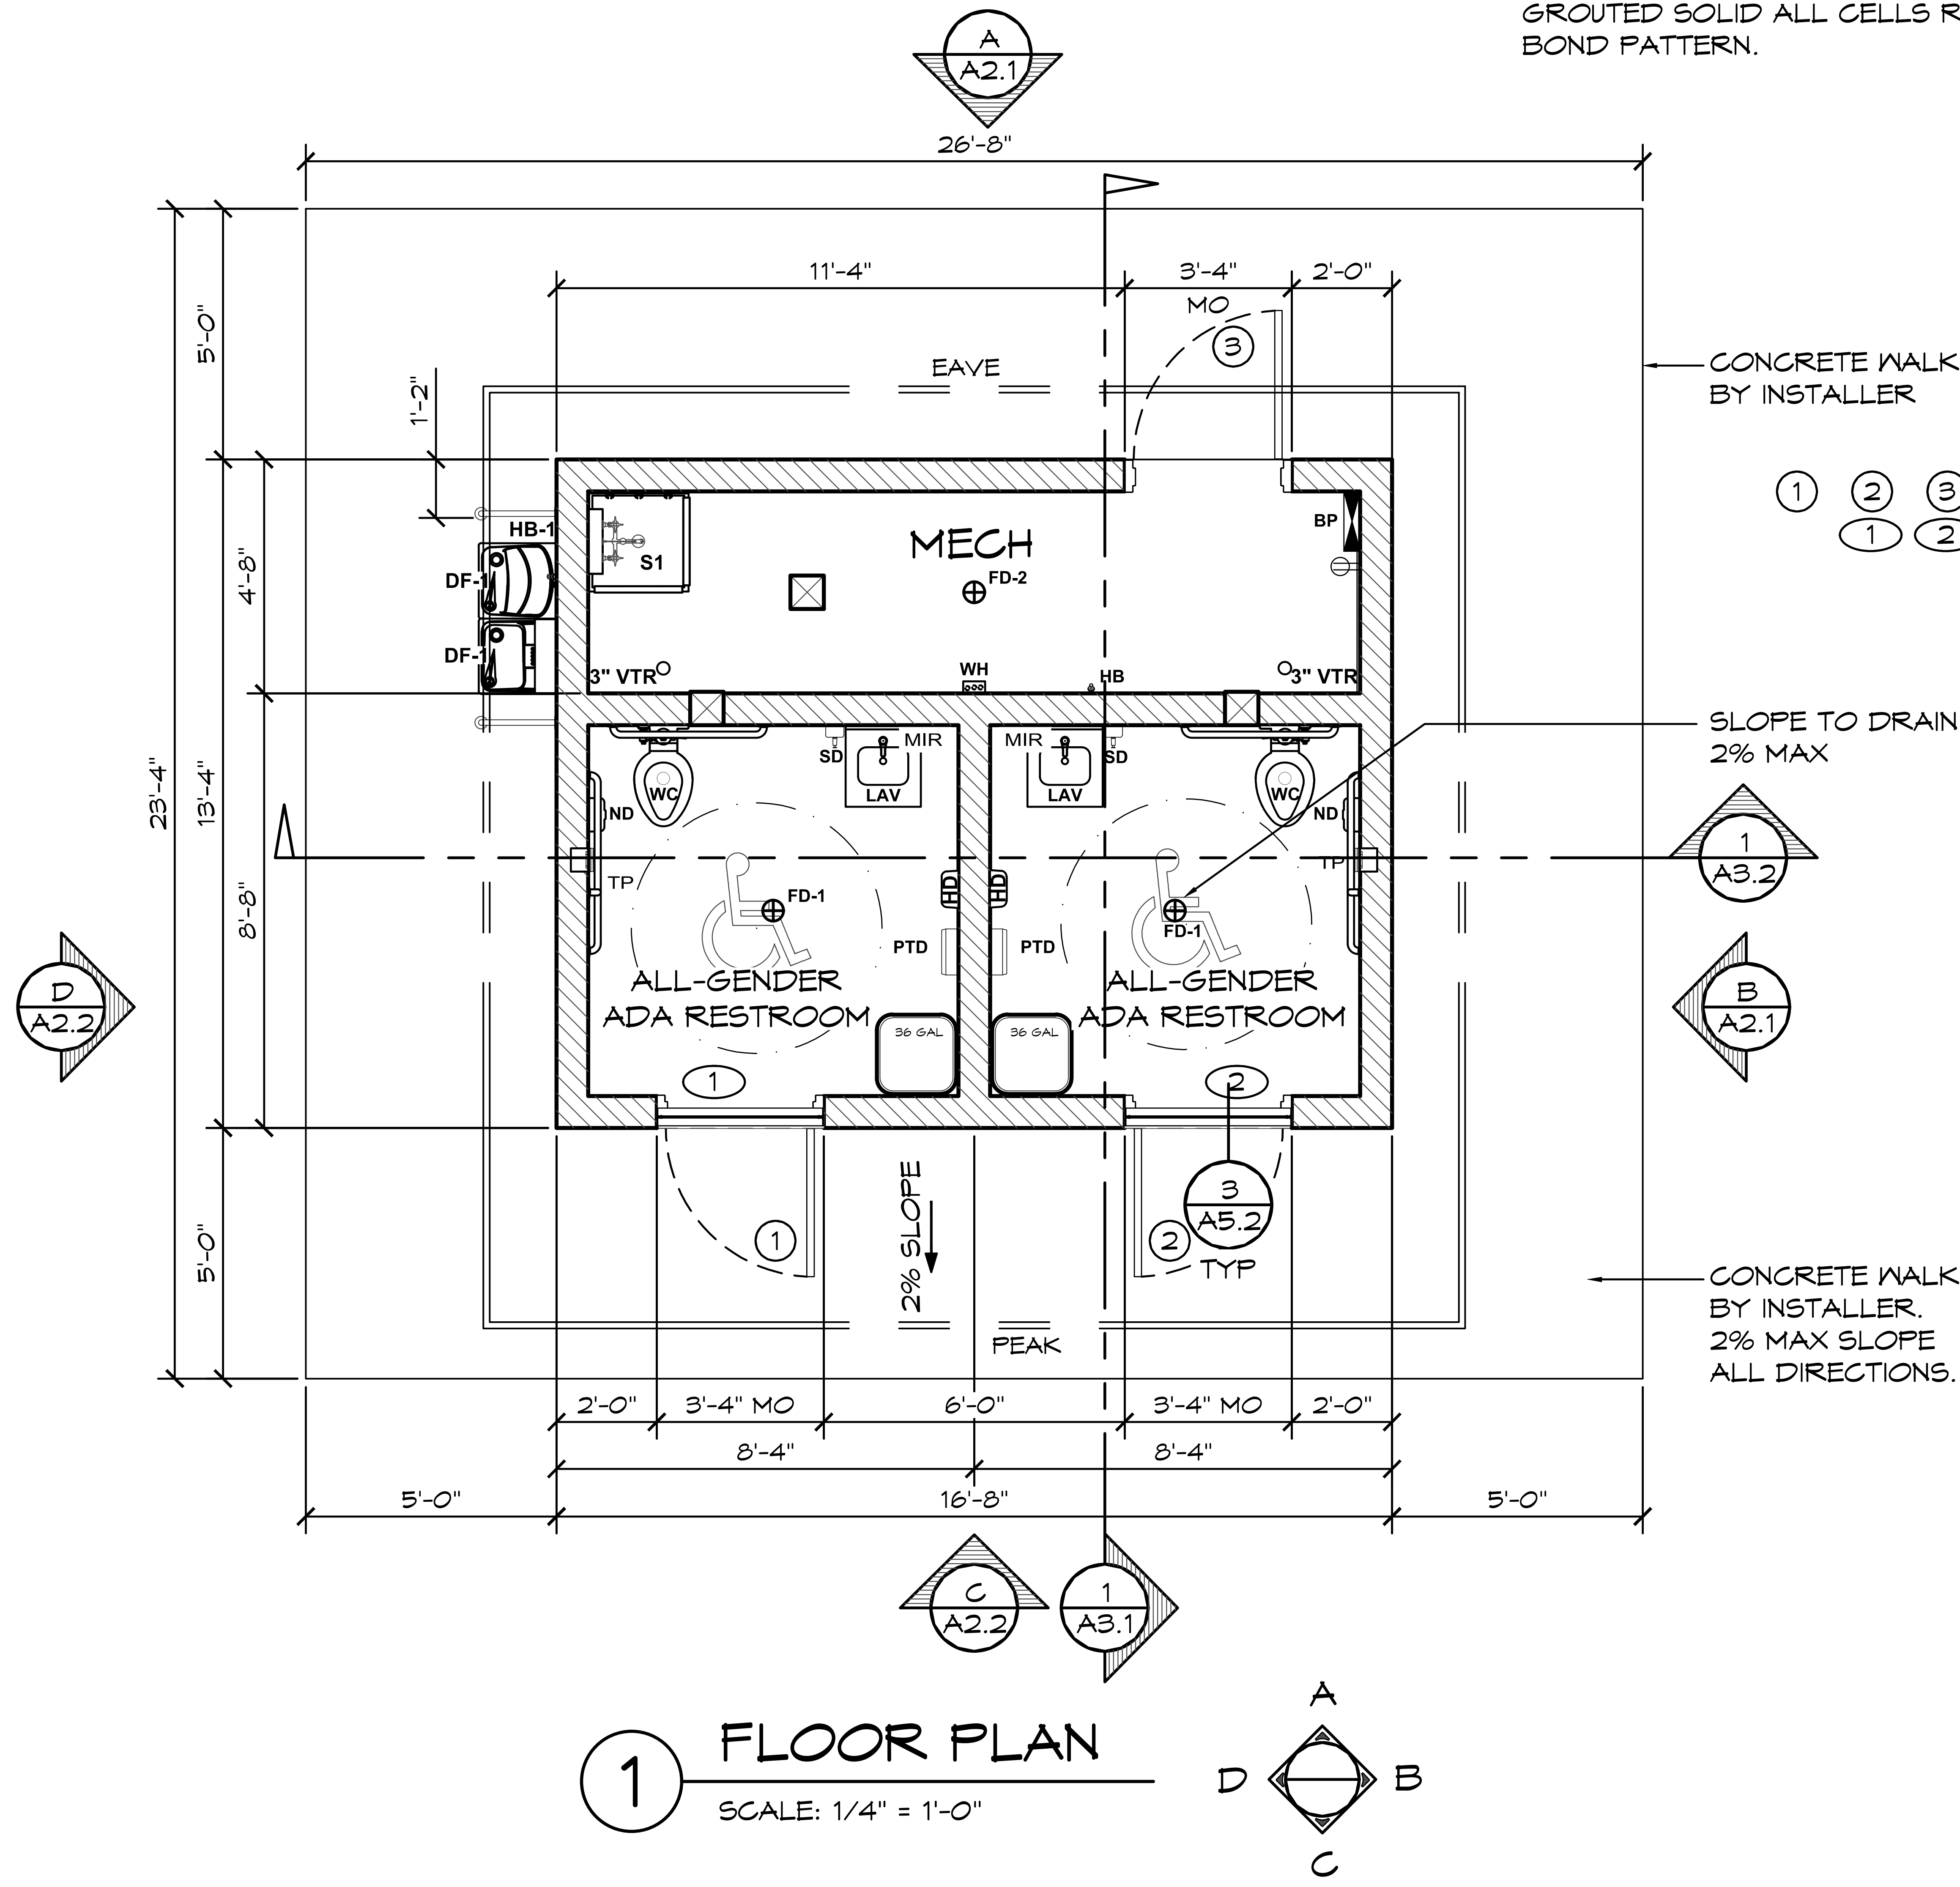 GROUTED SOLID ALL CELLS R
BOND PATTERN.
A
A2.1
26'-8"
11'-4"
3'-4"
2'-0"
MO
3
5'-0"
EAVE
1'-2"
CONCRETE WALK
BY INSTALLER
1 2 3
1 2
HB-1
BP
MECH
S1
DF-1
FD-2
4'-8"
DF-1
3" VTR
WH
HB
3" VTR
SLOPE TO DRAIN
2% MAX
MIR
MIR
SD
SD
WC
LAV
LAV
WC
ND
ND
23'-4"
13'-4"
1
A3.2
TP
TP
HD
HD
FD-1
FD-1
8'-8"
PTD
PTD
ALL-GENDER
ADA RESTROOM
ALL-GENDER
ADA RESTROOM
D
A2.2
B
A2.1
36 GAL
36 GAL
1
2
5'-0"
2% SLOPE
1
2
3
A5.2
TYP
PEAK
CONCRETE WALK
BY INSTALLER.
2% MAX SLOPE
ALL DIRECTIONS.
2'-0"
3'-4" MO
6'-0"
3'-4" MO
2'-0"
8'-4"
8'-4"
5'-0"
16'-8"
5'-0"
C
A2.2
1
A3.1
1
FLOOR PLAN
SCALE: 1/4" = 1'-0"
A
D
B
C